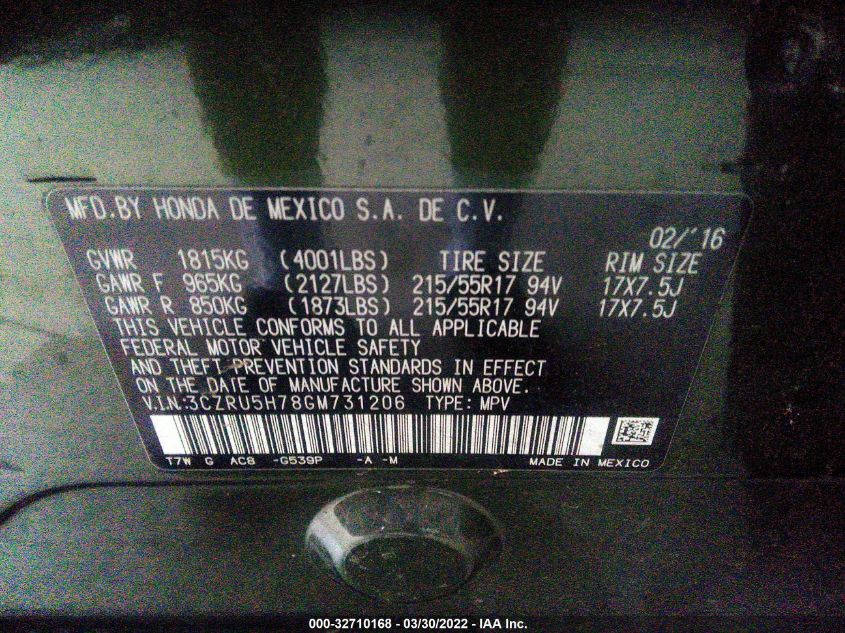 MFD.BY HONDA DE MEXICO S.A. DE C.V.
02/'16
GVWR 1815KG (4001LBS) TIRE SIZE RIM SIZE
GAWR F 965KG (2127LBS) 215/55R17 94V 17X7.5J
GAWR R 850KG (1873LBS) 215/55R17 94V 17X7.5J
THIS VEHICLE CONFORMS TO ALL APPLICABLE
FEDERAL MOTOR VEHICLE SAFETY
AND THEFT PREVENTION STANDARDS IN EFFECT
ON THE DATE OF MANUFACTURE SHOWN ABOVE.
V.I.N.:3CZRU5H78GM731206 TYPE: MPV
T7W G AC8 -G539P -A -M MADE IN MEXICO
000-32710168 - 03/30/2022 - IAA Inc.